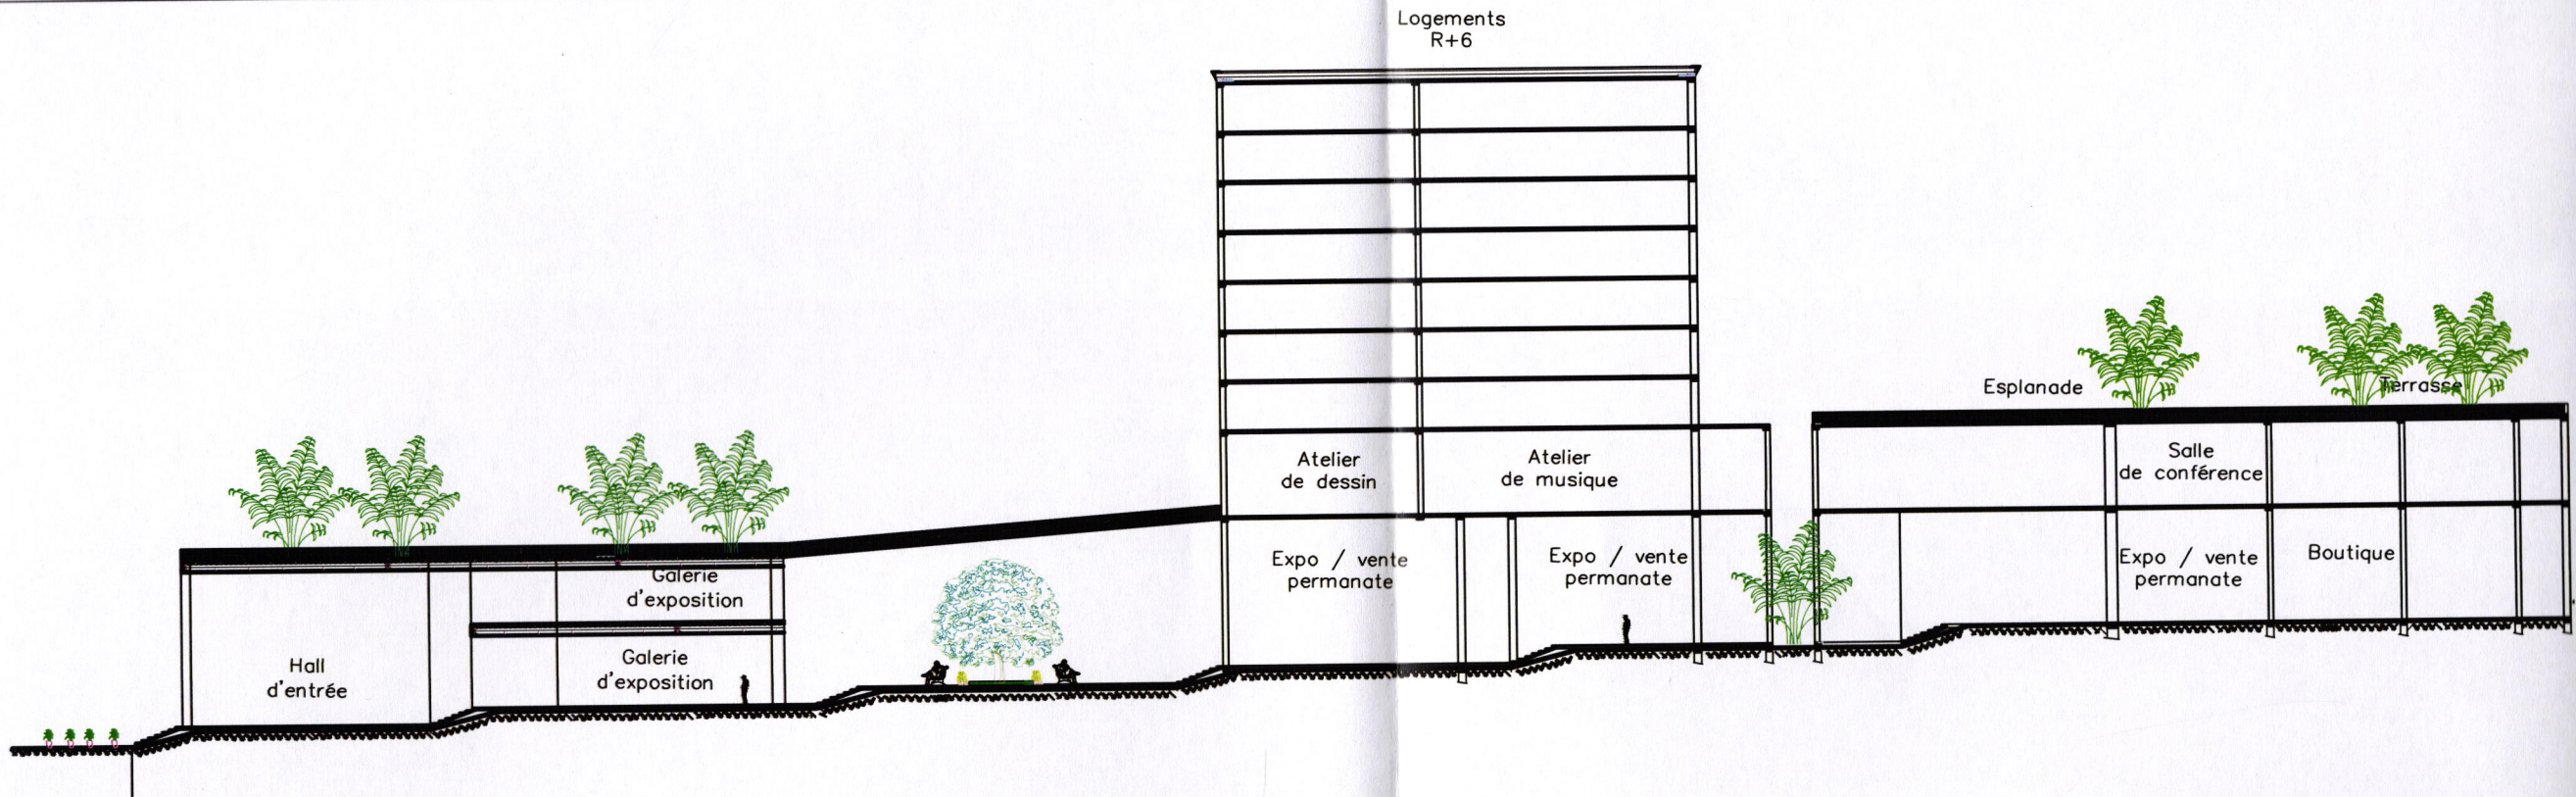 Logements
R+6
Esplanade
Terrasse
Atelier
de dessin
Atelier
de musique
Salle
de conférence
Expo / vente
permanate
Expo / vente
permanate
Expo / vente
permanate
Boutique
Galerie
d'exposition
Galerie
d'exposition
Hall
d'entrée